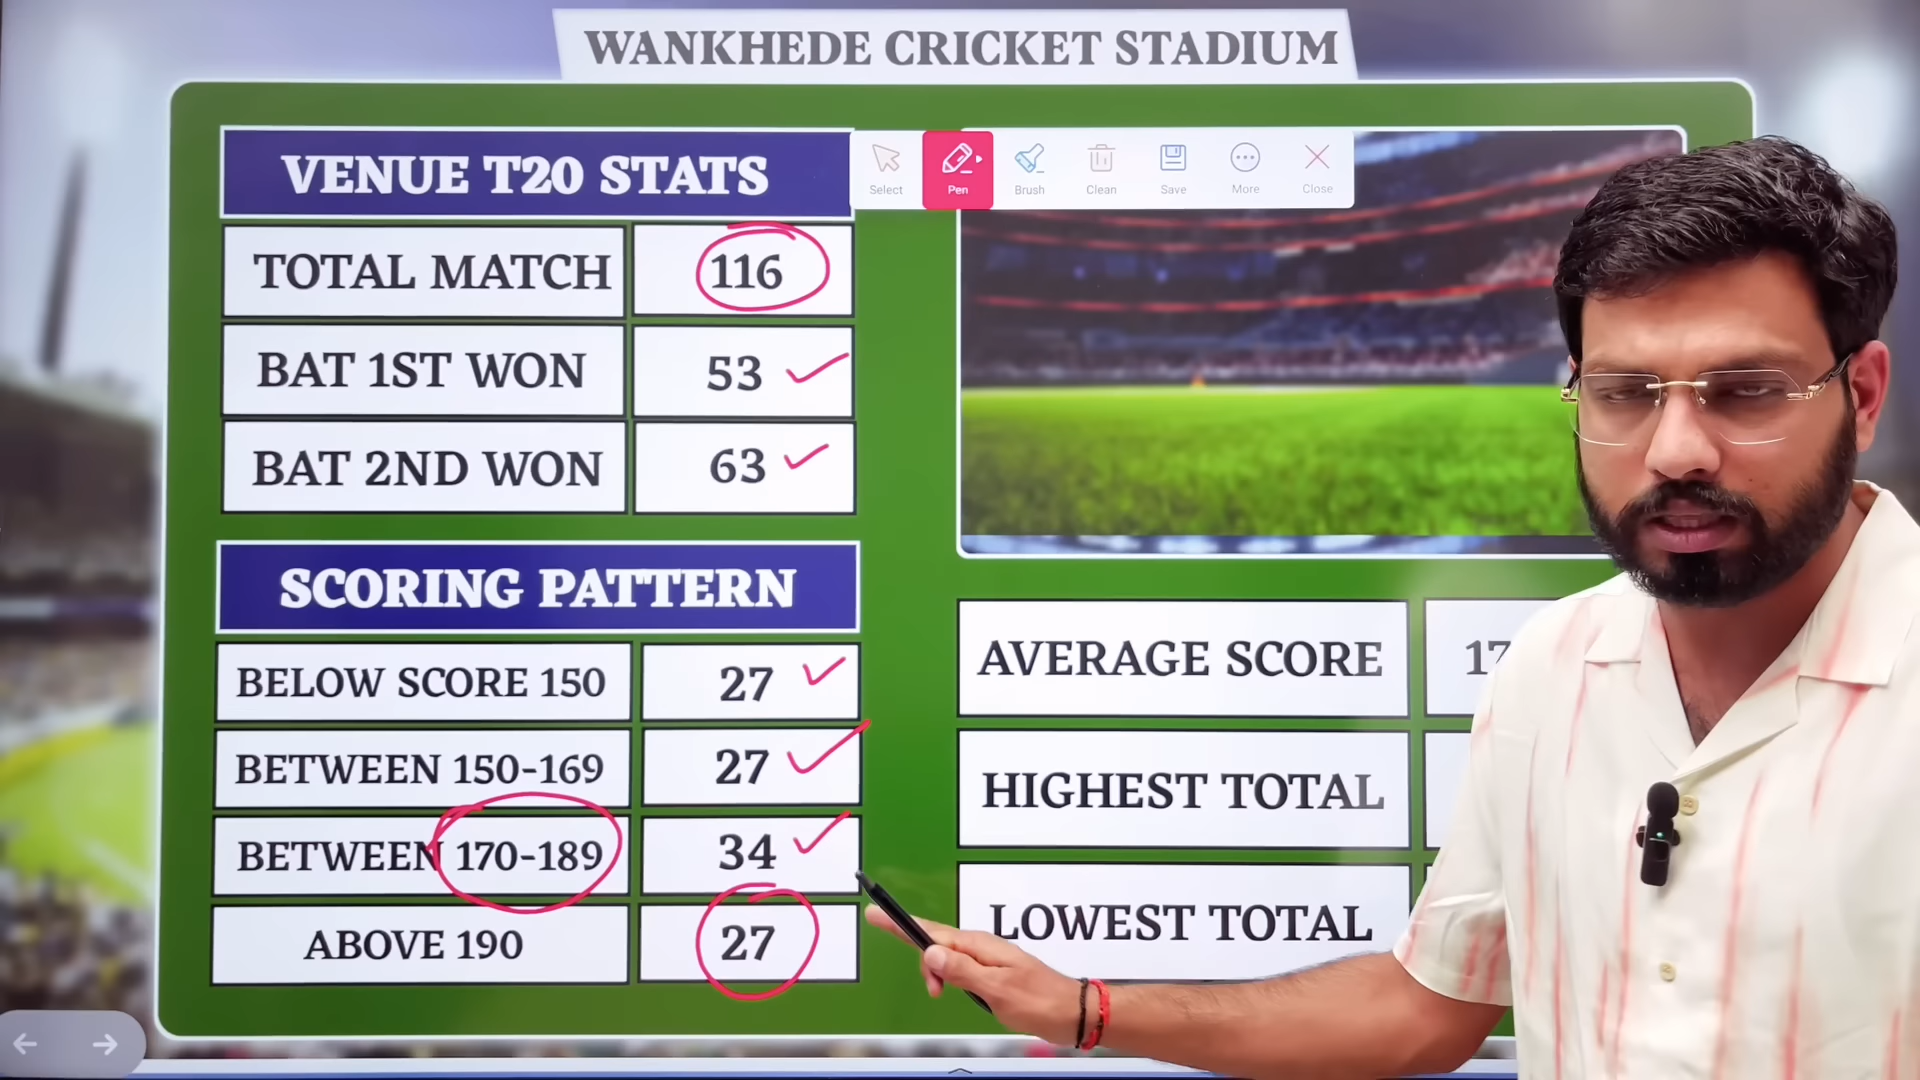 WANKHEDE CRICKET STADIUM
VENUE T20 STATS
TOTAL MATCH 116
BAT 1ST WON 53
BAT 2ND WON 63
SCORING PATTERN
BELOW SCORE 150 27
BETWEEN 150-169 27
BETWEEN 170-189 34
ABOVE 190 27
Select Pen Brush Clean Save More Close
AVERAGE SCORE
HIGHEST TOTAL
LOWEST TOTAL